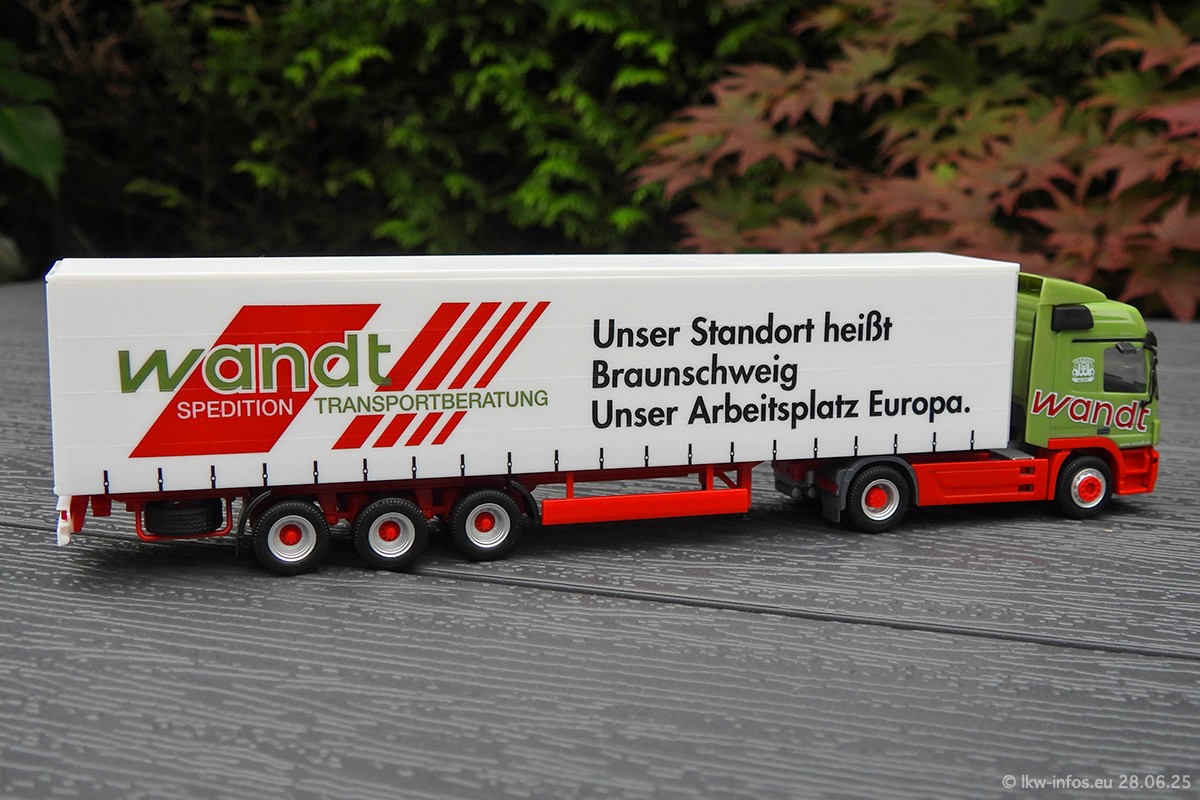 wandt
SPEDITION TRANSPORTBERATUNG
Unser Standort heißt
Braunschweig
Unser Arbeitsplatz Europa.
wandt
© lkw-infos.eu 28.06.25